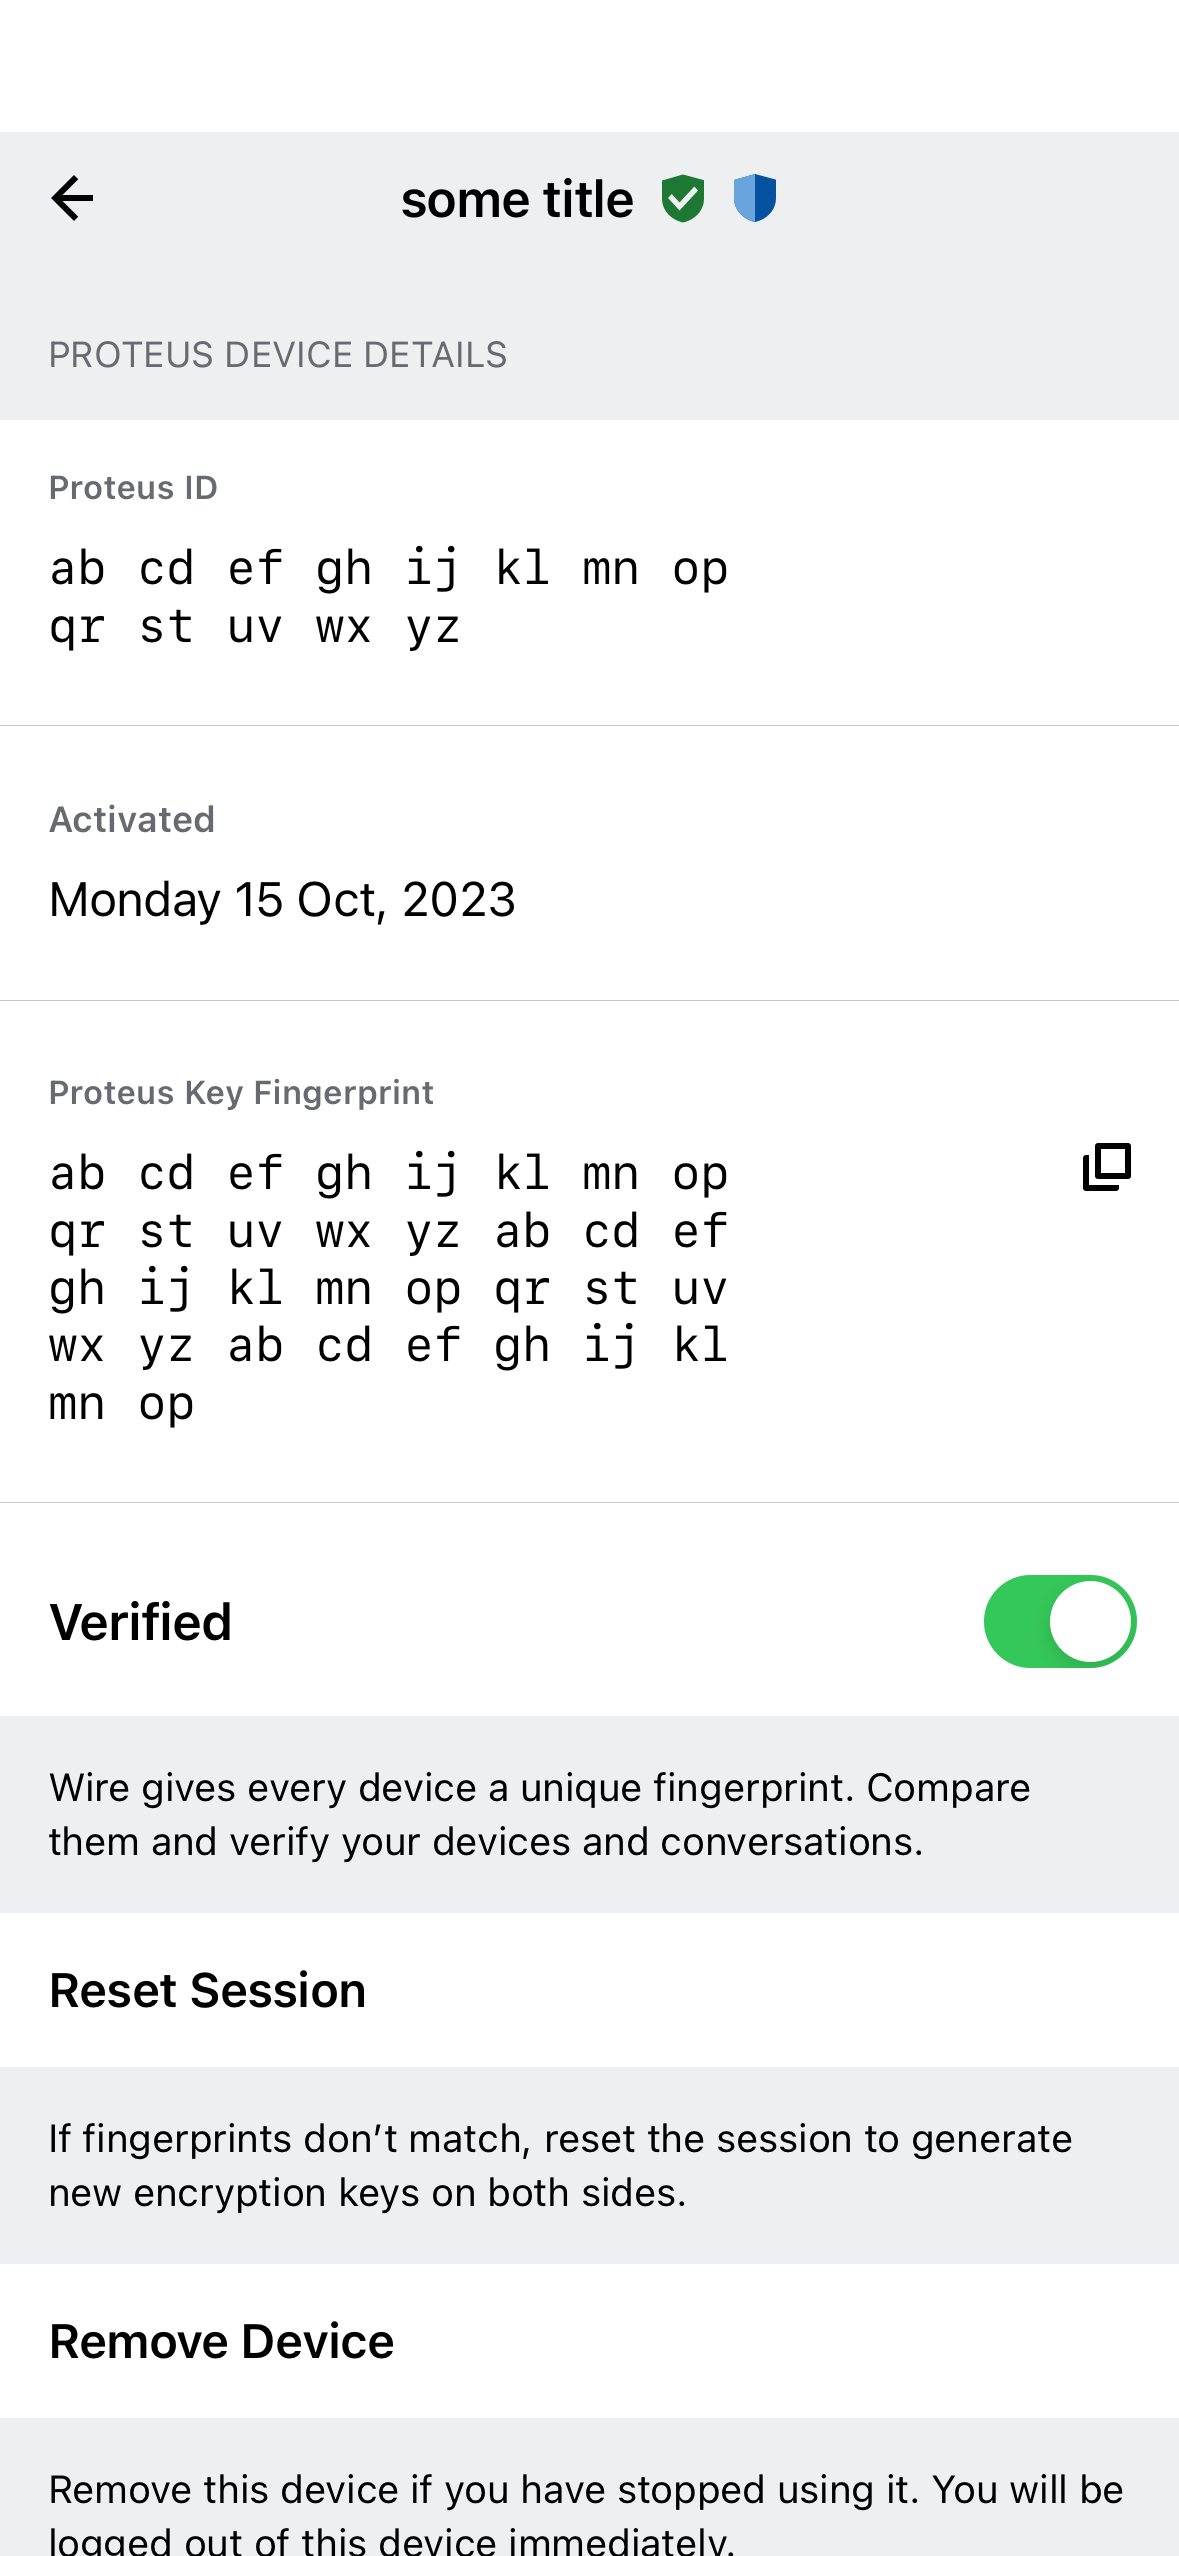 some title
PROTEUS DEVICE DETAILS
Proteus ID
ab cd ef gh ij kl mn op
qr st uv wx yz
Activated
Monday 15 Oct, 2023
Proteus Key Fingerprint
ab cd ef gh ij kl mn op
qr st uv wx yz ab cd ef
gh ij kl mn op qr st uv
wx yz ab cd ef gh ij kl
mn op
Verified
Wire gives every device a unique fingerprint. Compare
them and verify your devices and conversations.
Reset Session
If fingerprints don’t match, reset the session to generate
new encryption keys on both sides.
Remove Device
Remove this device if you have stopped using it. You will be
logged out of this device immediately.